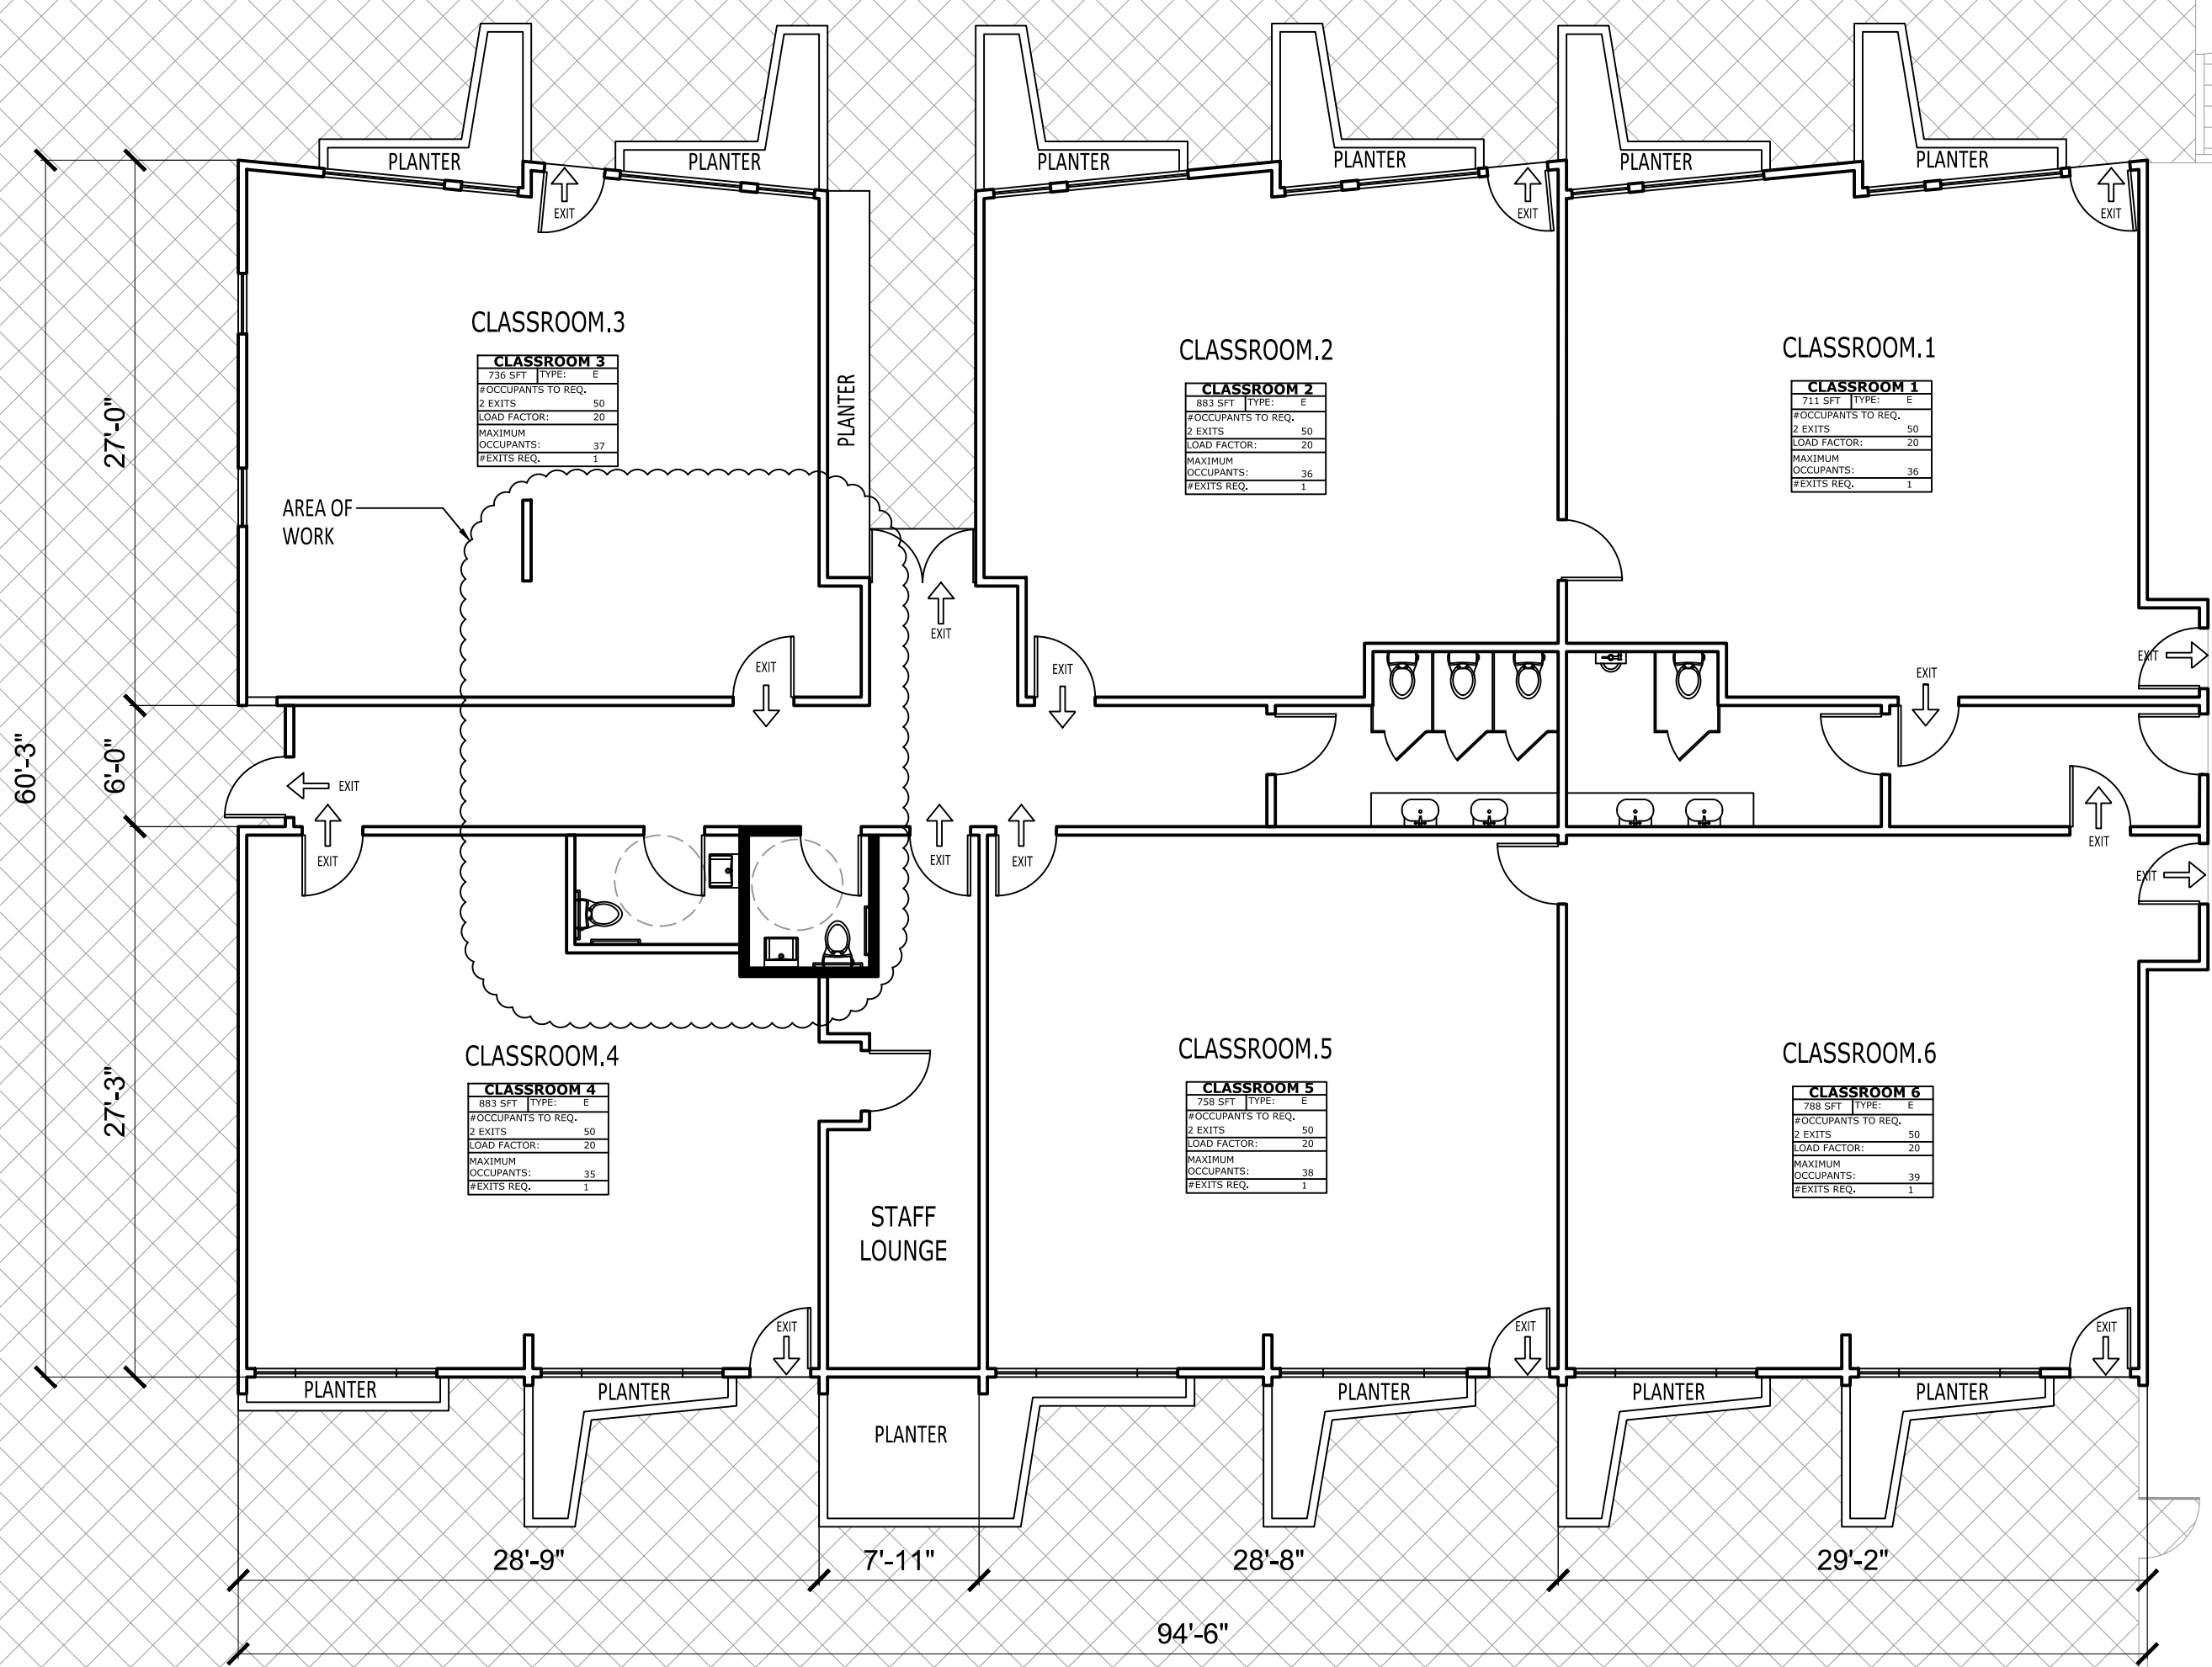 PLANTER
PLANTER
PLANTER
PLANTER
PLANTER
PLANTER
EXIT
EXIT
EXIT
CLASSROOM.3
CLASSROOM 3
736 SFT TYPE: E
#OCCUPANTS TO REQ.
2 EXITS 50
LOAD FACTOR: 20
MAXIMUM
OCCUPANTS: 37
#EXITS REQ. 1
PLANTER
CLASSROOM.2
CLASSROOM 2
883 SFT TYPE: E
#OCCUPANTS TO REQ.
2 EXITS 50
LOAD FACTOR: 20
MAXIMUM
OCCUPANTS: 36
#EXITS REQ. 1
CLASSROOM.1
CLASSROOM 1
711 SFT TYPE: E
#OCCUPANTS TO REQ.
2 EXITS 50
LOAD FACTOR: 20
MAXIMUM
OCCUPANTS: 36
#EXITS REQ. 1
27'-0"
AREA OF
WORK
EXIT
EXIT
EXIT
EXIT
EXIT
60'-3"
6'-0"
EXIT
EXIT
EXIT
EXIT
EXIT
EXIT
27'-3"
CLASSROOM.4
CLASSROOM 4
883 SFT TYPE: E
#OCCUPANTS TO REQ.
2 EXITS 50
LOAD FACTOR: 20
MAXIMUM
OCCUPANTS: 35
#EXITS REQ. 1
STAFF
LOUNGE
CLASSROOM.5
CLASSROOM 5
758 SFT TYPE: E
#OCCUPANTS TO REQ.
2 EXITS 50
LOAD FACTOR: 20
MAXIMUM
OCCUPANTS: 38
#EXITS REQ. 1
CLASSROOM.6
CLASSROOM 6
788 SFT TYPE: E
#OCCUPANTS TO REQ.
2 EXITS 50
LOAD FACTOR: 20
MAXIMUM
OCCUPANTS: 39
#EXITS REQ. 1
EXIT
EXIT
EXIT
PLANTER
PLANTER
PLANTER
PLANTER
PLANTER
PLANTER
28'-9"
7'-11"
28'-8"
29'-2"
94'-6"